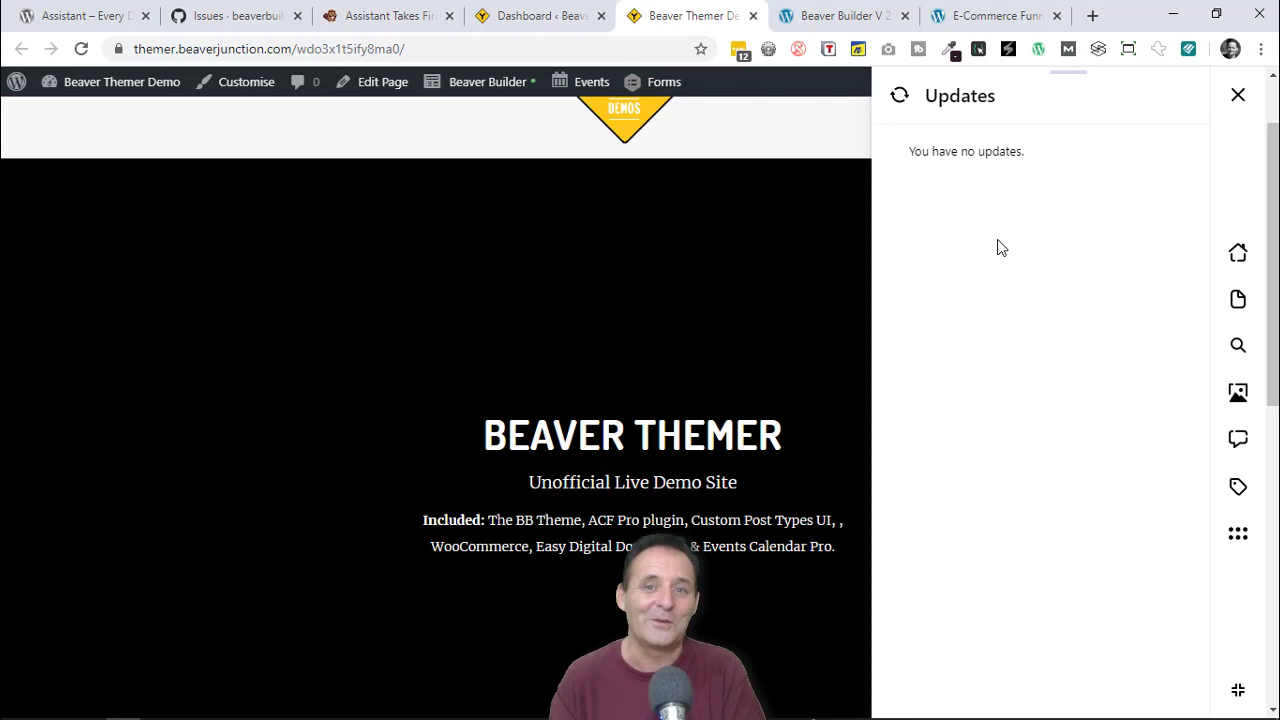 Assistant – Every D
Issues · beaverbuil
Assistant Takes Fir
Dashboard ‹ Beav
Beaver Themer De
Beaver Builder V 2
E-Commerce Funn
themer.beaverjunction.com/wdo3x1t5ify8ma0/
12
Beaver Themer Demo
Customise
0
Edit Page
Beaver Builder
Events
Forms
DEMOS
Updates
You have no updates.
BEAVER THEMER
Unofficial Live Demo Site
Included: The BB Theme, ACF Pro plugin, Custom Post Types UI, ,
WooCommerce, Easy Digital Do & Events Calendar Pro.